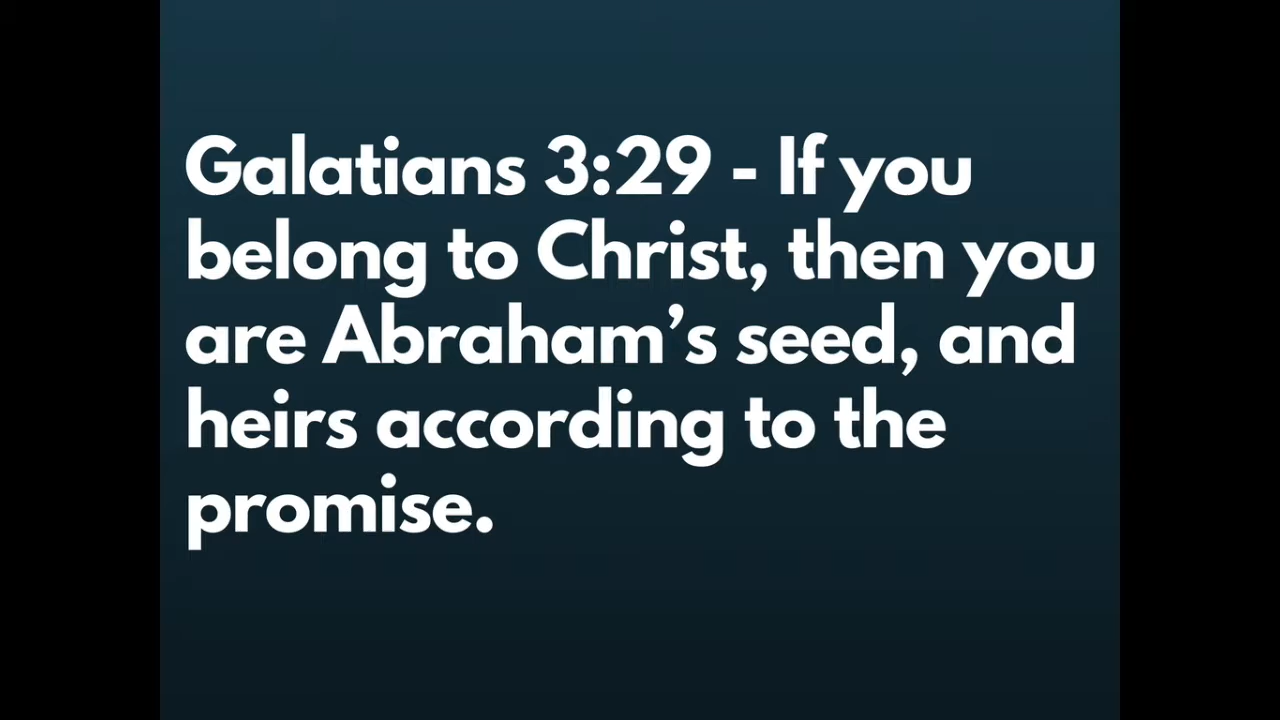 Galatians 3:29 - If you
belong to Christ, then you
are Abraham’s seed, and
heirs according to the
promise.